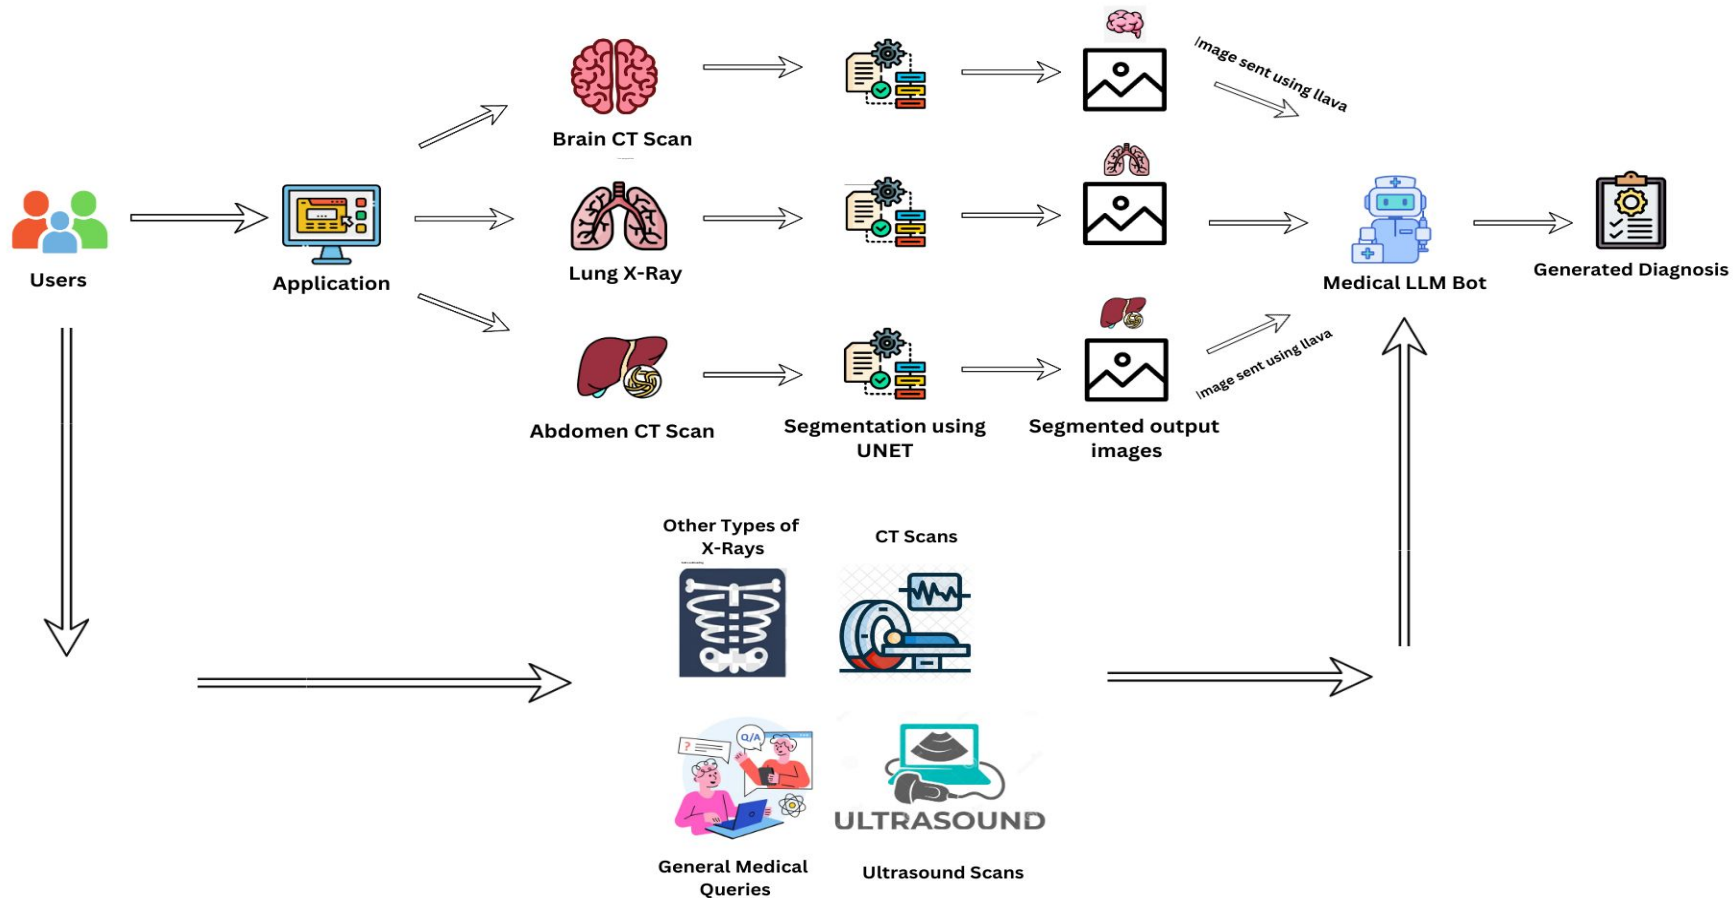 Image sent using llava
Brain CT Scan
Users
Application
Lung X-Ray
Medical LLM Bot
Generated Diagnosis
Image sent using llava
Abdomen CT Scan
Segmentation using
UNET
Segmented output
images
Other Types of
X-Rays
CT Scans
?
Q/A
ULTRASOUND
General Medical
Queries
Ultrasound Scans